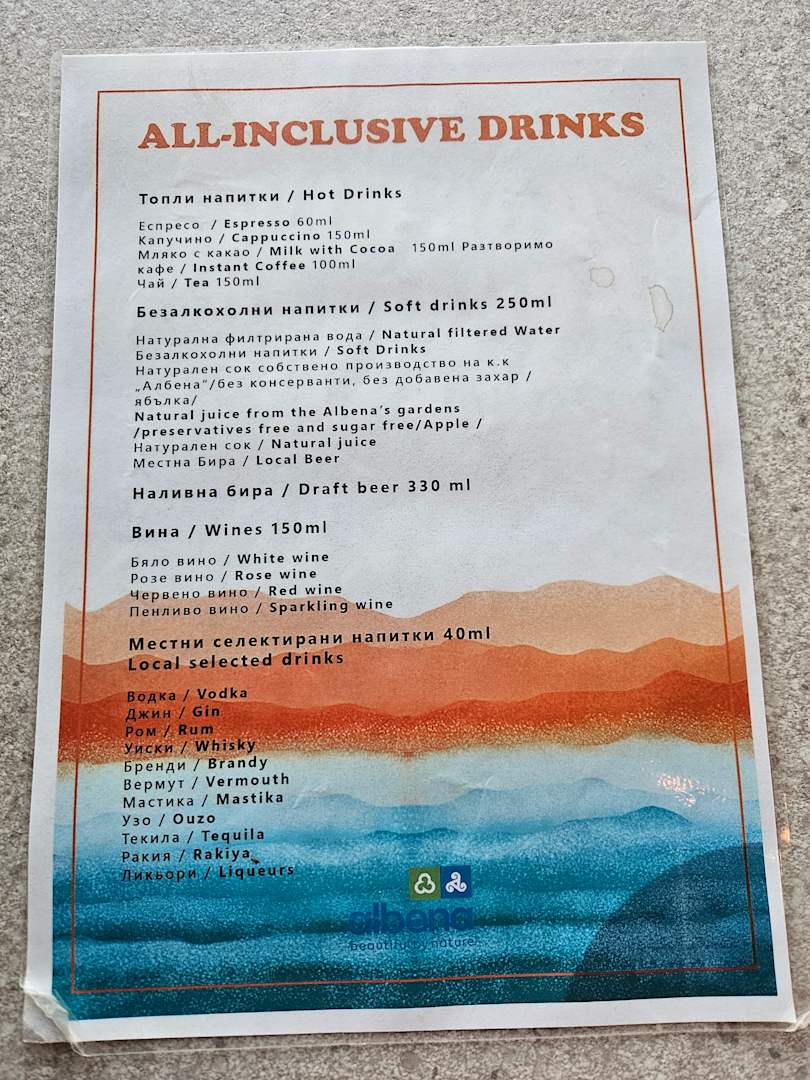 ALL-INCLUSIVE DRINKS
Топли напитки / Hot Drinks
Еспресо / Espresso 60ml
Капучино / Cappuccino 150ml
Мляко с какао / Milk with Cocoa 150ml Разтворимо
кафе / Instant Coffee 100ml
Чай / Tea 150ml
Безалкохолни напитки / Soft drinks 250ml
Натурална филтрирана вода / Natural filtered Water
Безалкохолни напитки / Soft Drinks
Натурален сок собствено производство на к.к
„Албена“/без консерванти, без добавена захар /
ябълка/
Natural juice from the Albena's gardens
/preservatives free and sugar free/Apple /
Натурален сок / Natural juice
Местна Бира / Local Beer
Наливна бира / Draft beer 330 ml
Вина / Wines 150ml
Бяло вино / White wine
Розе вино / Rose wine
Червено вино / Red wine
Пенливо вино / Sparkling wine
Местни селектирани напитки 40ml
Local selected drinks
Водка / Vodka
Джин / Gin
Ром / Rum
Уиски / Whisky
Бренди / Brandy
Вермут / Vermouth
Мастика / Mastika
Узо / Ouzo
Текила / Tequila
Ракия / Rakiya
Ликьори / Liqueurs
albena
beautiful by nature